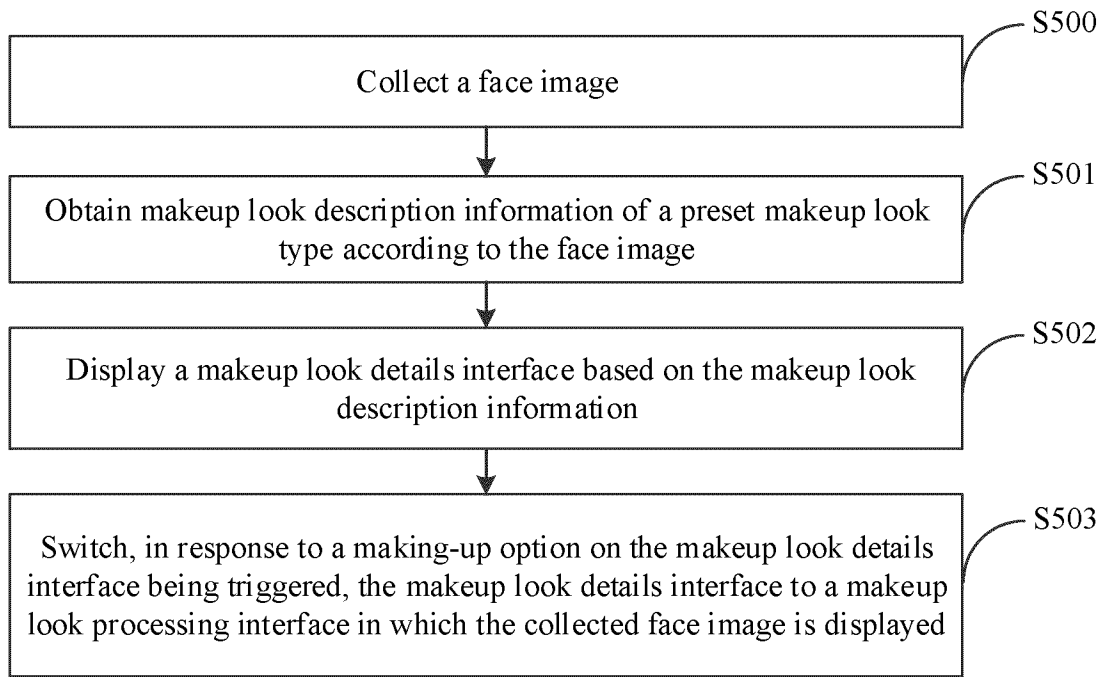 S500
Collect a face image
S501
Obtain makeup look description information of a preset makeup look
type according to the face image
S502
Display a makeup look details interface based on the makeup look
description information
S503
Switch, in response to a making-up option on the makeup look details
interface being triggered, the makeup look details interface to a makeup
look processing interface in which the collected face image is displayed